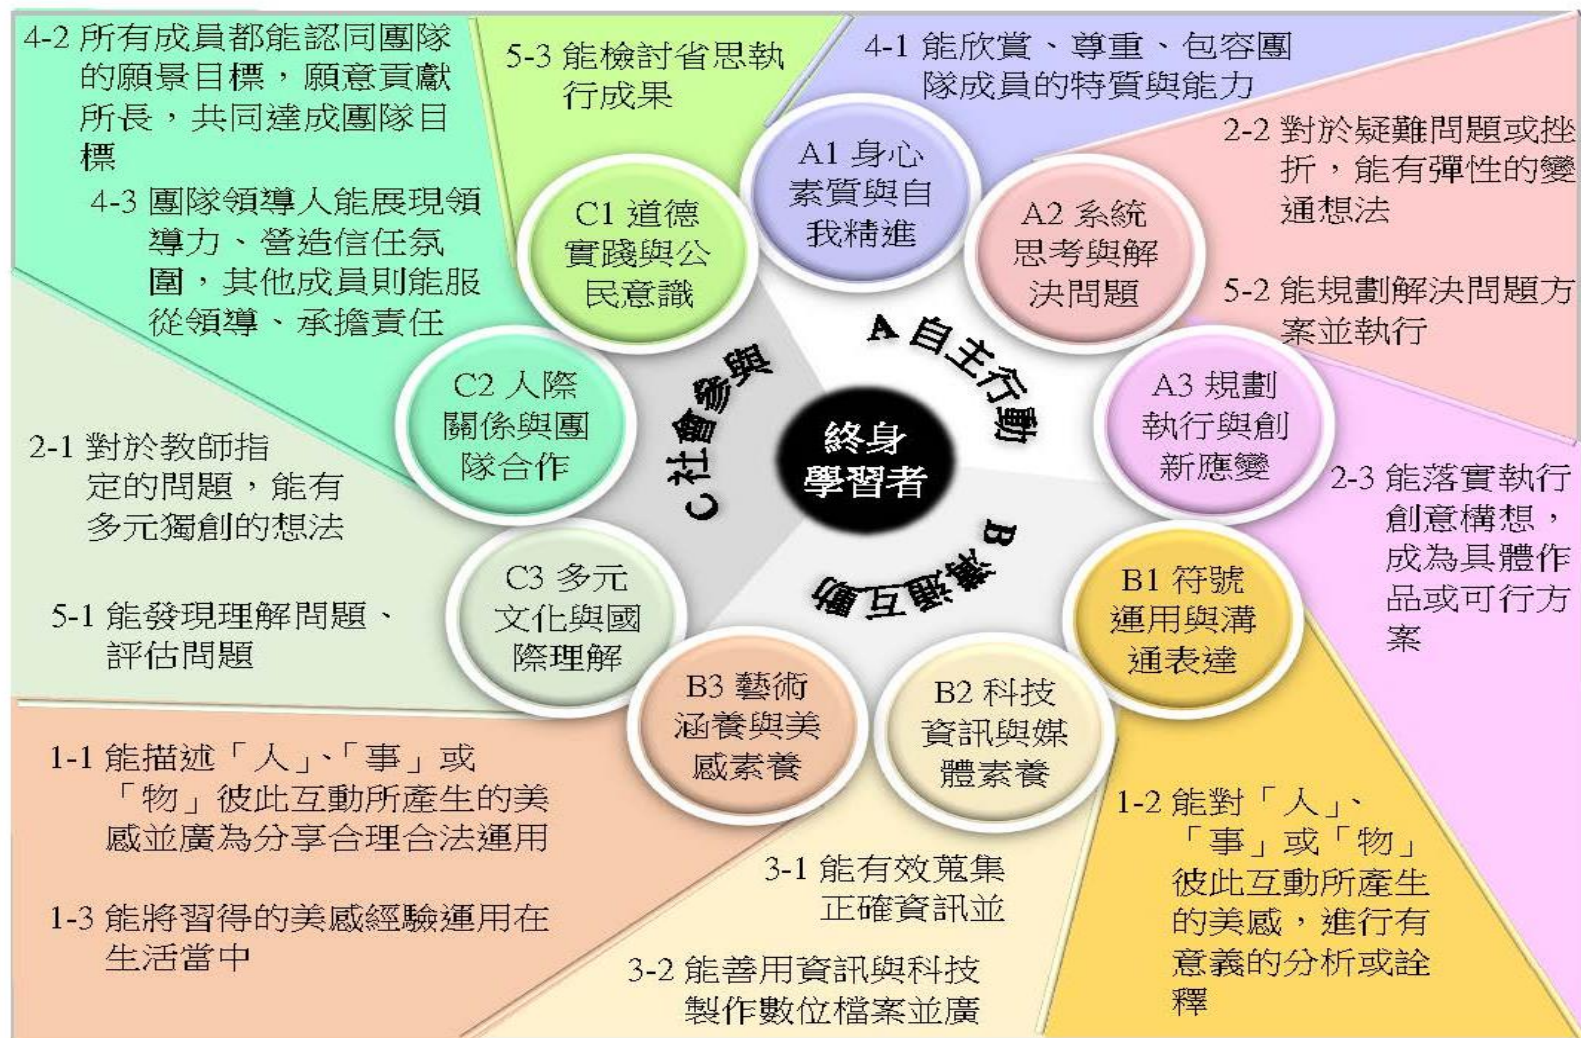 4-2 所有成員都能認同團隊
的願景目標，願意貢獻
所長，共同達成團隊目
標
4-3 團隊領導人能展現領
導力、營造信任氛
圍，其他成員則能服
從領導、承擔責任
5-3 能檢討省思執
行成果
4-1 能欣賞、尊重、包容團
隊成員的特質與能力
2-2 對於疑難問題或挫
折，能有彈性的變
通想法
5-2 能規劃解決問題方
案並執行
A1 身心
素質與自
我精進
A2 系統
思考與解
決問題
A3 規劃
執行與創
新應變
B1 符號
運用與溝
通表達
B2 科技
資訊與媒
體素養
B3 藝術
涵養與美
感素養
C3 多元
文化與國
際理解
C2 人際
關係與團
隊合作
C1 道德
實踐與公
民意識
A 自主行動
B 溝通互動
C 社會參與
終身
學習者
2-1 對於教師指
定的問題，能有
多元獨創的想法
5-1 能發現理解問題、
評估問題
2-3 能落實執行
創意構想，
成為具體作
品或可行方
案
1-1 能描述「人」、「事」或
「物」彼此互動所產生的美
感並廣為分享合理合法運用
1-3 能將習得的美感經驗運用在
生活當中
3-1 能有效蒐集
正確資訊並
3-2 能善用資訊與科技
製作數位檔案並廣
1-2 能對「人」、
「事」或「物」
彼此互動所產生
的美感，進行有
意義的分析或詮
釋